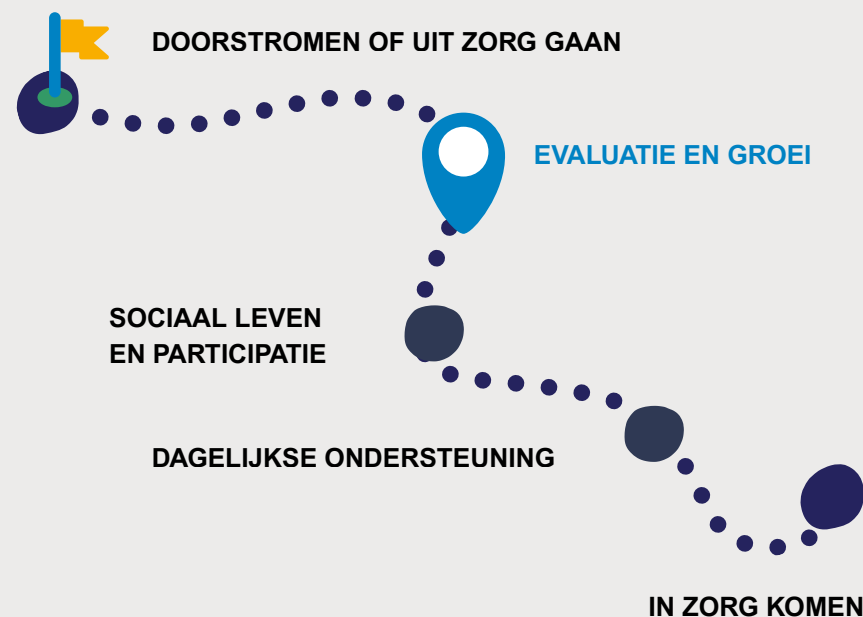 DOORSTROMEN OF UIT ZORG GAAN
EVALUATIE EN GROEI
SOCIAAL LEVEN
EN PARTICIPATIE
DAGELIJKSE ONDERSTEUNING
IN ZORG KOMEN